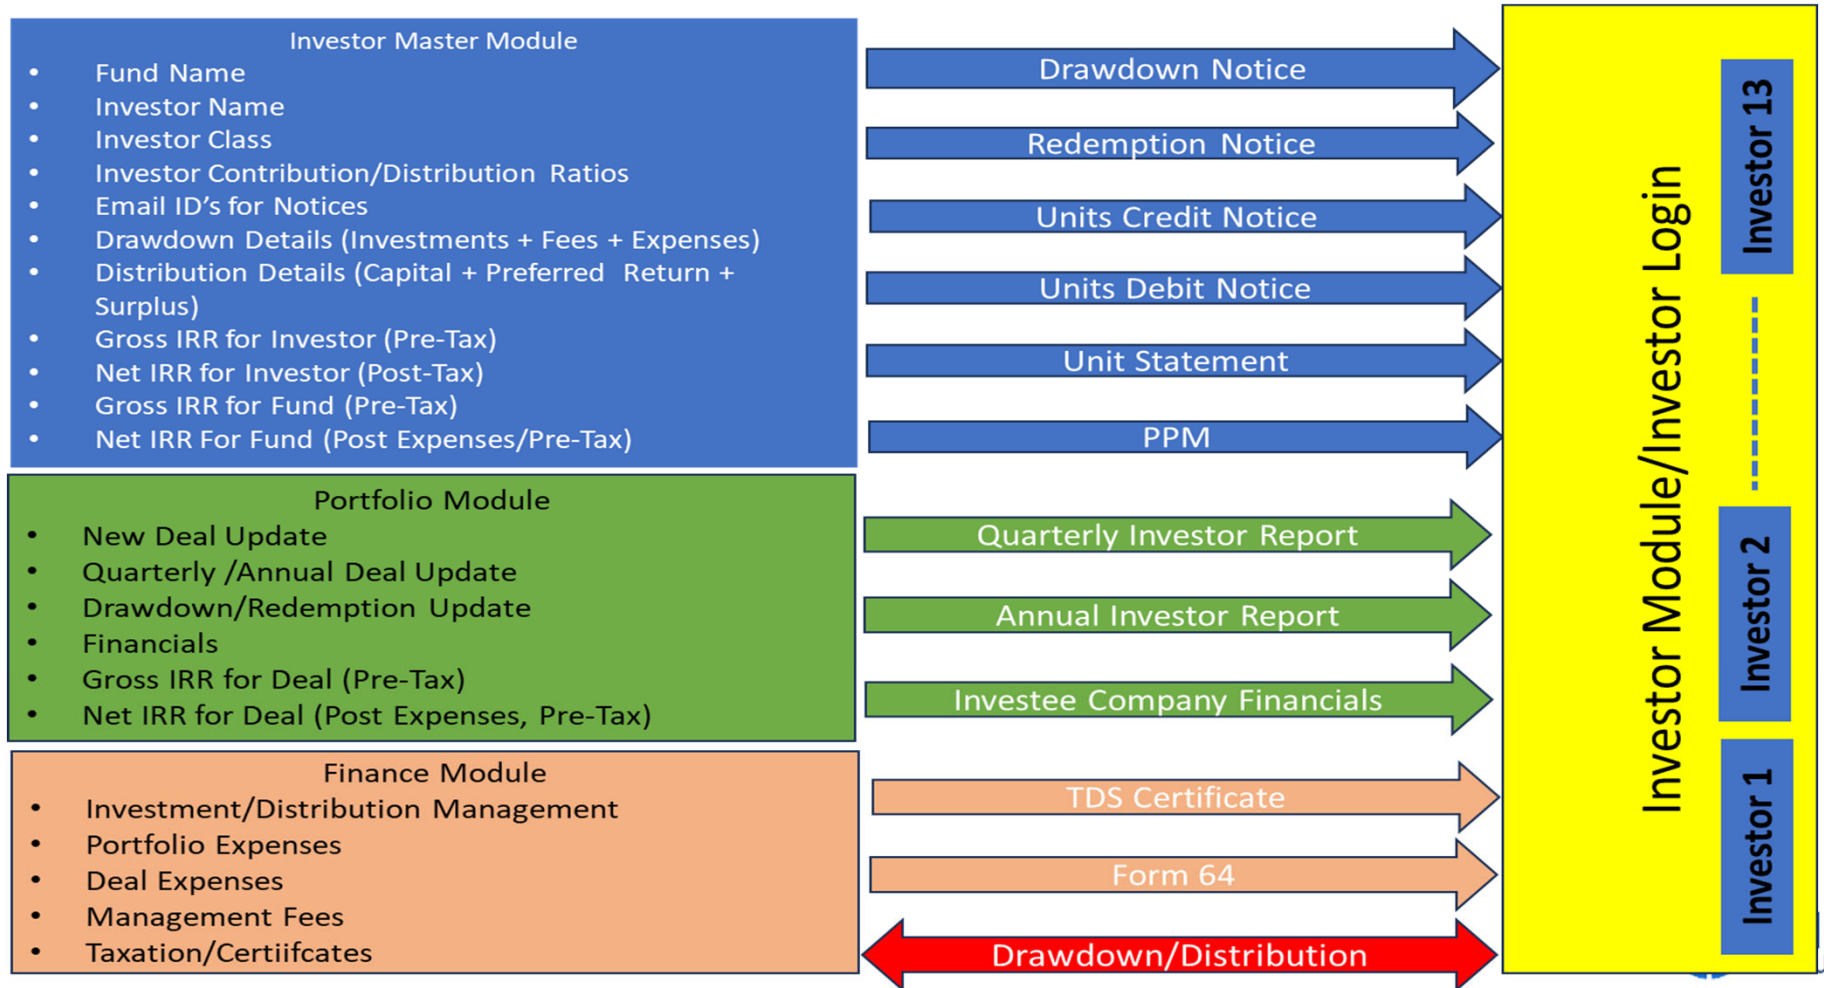 Investor Master Module
• Fund Name
• Investor Name
• Investor Class
• Investor Contribution/Distribution Ratios
• Email ID’s for Notices
• Drawdown Details (Investments + Fees + Expenses)
• Distribution Details (Capital + Preferred Return +
Surplus)
• Gross IRR for Investor (Pre-Tax)
• Net IRR for Investor (Post-Tax)
• Gross IRR for Fund (Pre-Tax)
• Net IRR For Fund (Post Expenses/Pre-Tax)
Portfolio Module
• New Deal Update
• Quarterly /Annual Deal Update
• Drawdown/Redemption Update
• Financials
• Gross IRR for Deal (Pre-Tax)
• Net IRR for Deal (Post Expenses, Pre-Tax)
Finance Module
• Investment/Distribution Management
• Portfolio Expenses
• Deal Expenses
• Management Fees
• Taxation/Certiifcates
Drawdown Notice
Redemption Notice
Units Credit Notice
Units Debit Notice
Unit Statement
PPM
Quarterly Investor Report
Annual Investor Report
Investee Company Financials
TDS Certificate
Form 64
Drawdown/Distribution
Investor Module/Investor Login
Investor 13
Investor 2
Investor 1